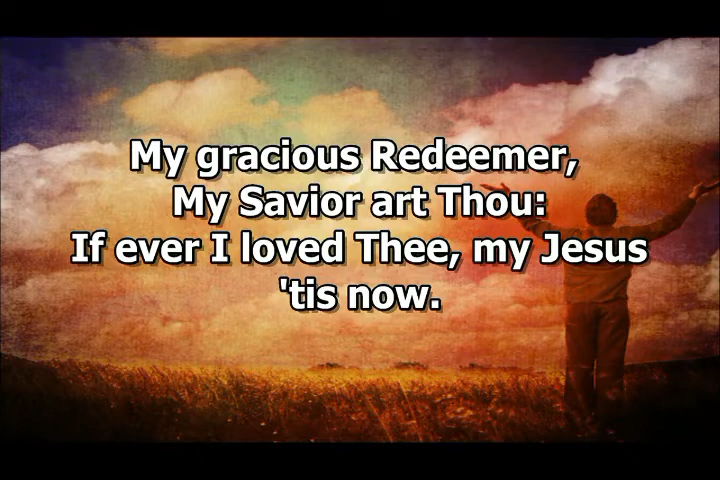 My gracious Redeemer,
My Savior art Thou:
If ever I loved Thee, my Jesus
'tis now.